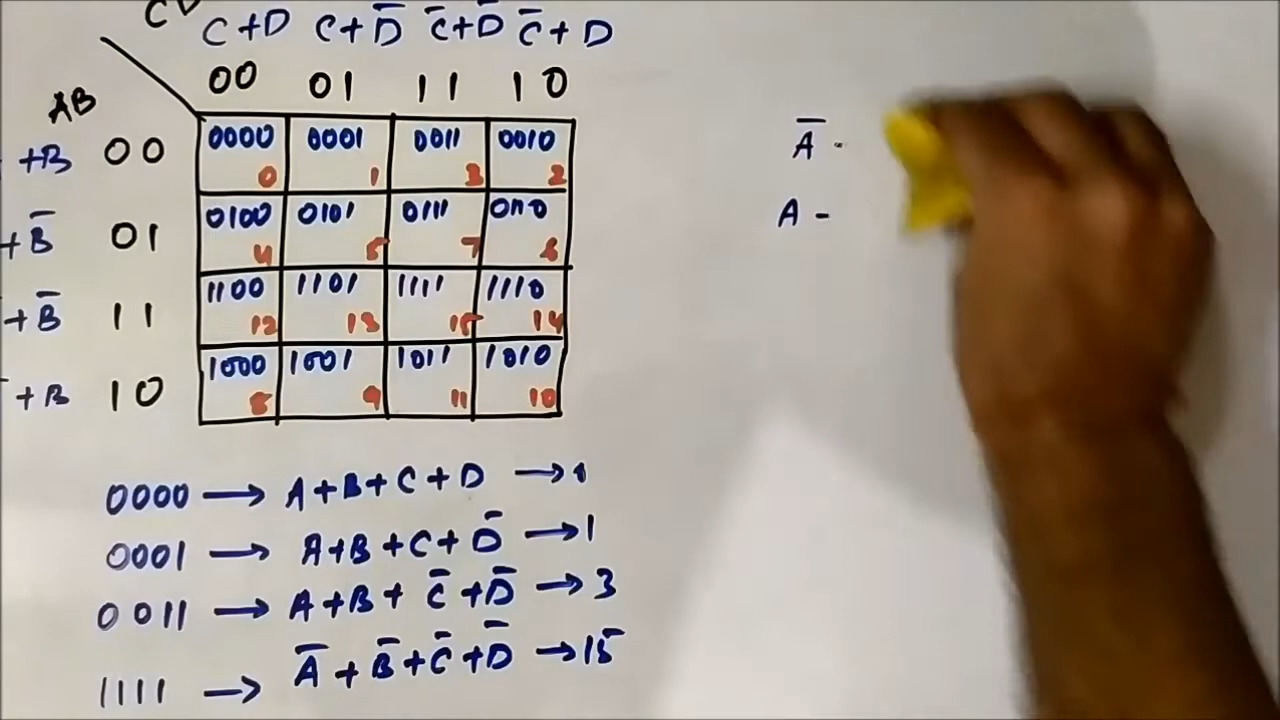 C+D C+D̅ C̅+D̅ C̅+D
00 01 11 10
AB
+B 00 0000 0001 0011 0010
0 1 3 2
+B̅ 01 0100 0101 0111 0110
4 5 7 6
+B̅ 11 1100 1101 1111 1110
12 13 15 14
+B 10 1000 1001 1011 1010
8 9 11 10
0000 → A+B+C+D → 0
0001 → A+B+C+D̅ → 1
0011 → A+B+C̅+D̅ → 3
1111 → A̅+B̅+C̅+D̅ → 15
A̅ -
A -